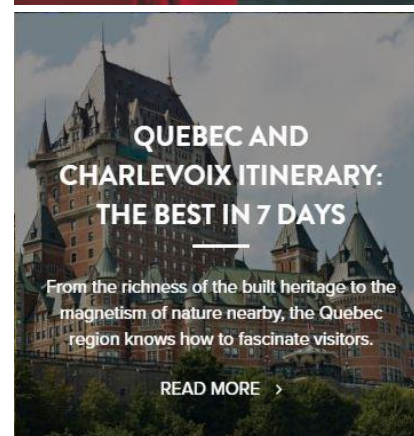 QUEBEC AND
CHARLEVOIX ITINERARY:
THE BEST IN 7 DAYS
From the richness of the built heritage to the
magnetism of nature nearby, the Quebec
region knows how to fascinate visitors.
READ MORE >